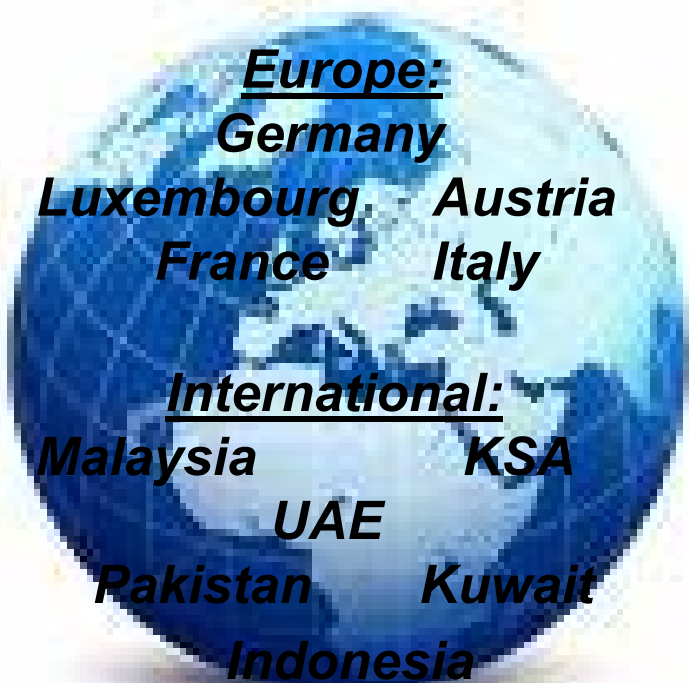 Europe:
Germany
Luxembourg Austria
France Italy
International:
Malaysia KSA
UAE
Pakistan Kuwait
Indonesia